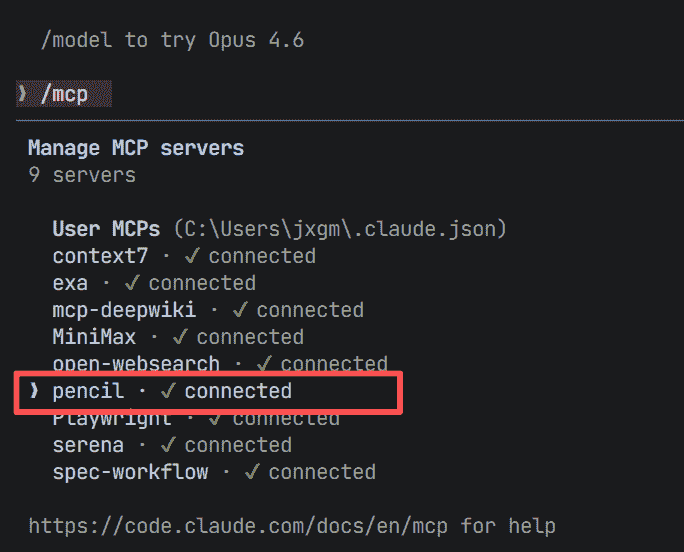 /model to try Opus 4.6
❯ /mcp
Manage MCP servers
9 servers
User MCPs (C:\Users\jxgm\.claude.json)
context7 · ✓ connected
exa · ✓ connected
mcp-deepwiki · ✓ connected
MiniMax · ✓ connected
open-websearch · ✓ connected
❯ pencil · ✓ connected
Playwright · ✓ connected
serena · ✓ connected
spec-workflow · ✓ connected
https://code.claude.com/docs/en/mcp for help